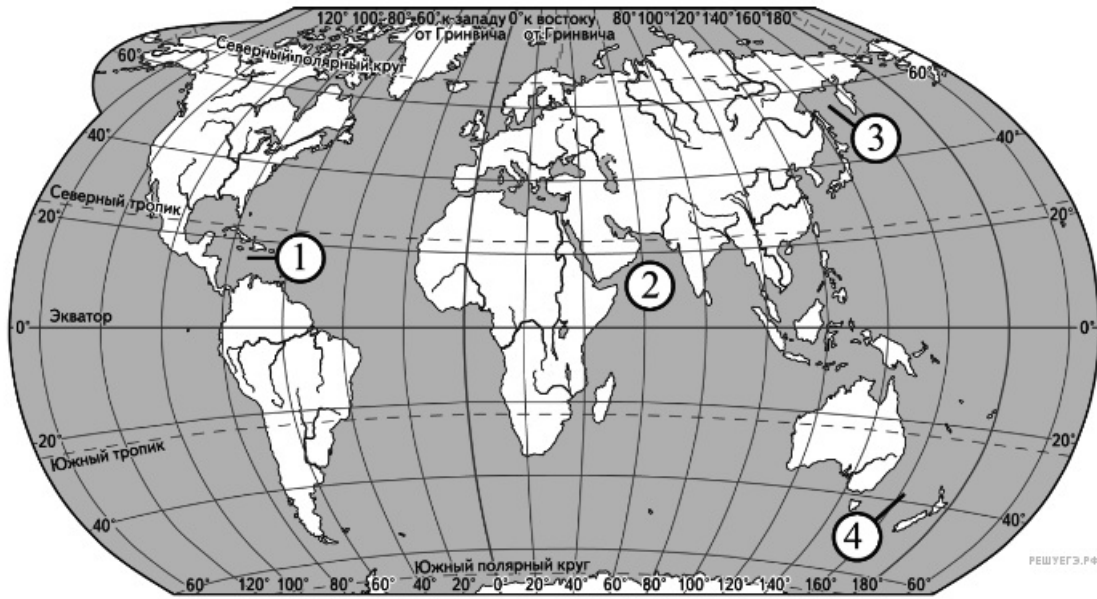 120° 100° 80° 60° к западу 0° к востоку 80° 100° 120° 140° 160° 180°
от Гринвича от Гринвича
60° Северный полярный круг 60°
3
40° 40°
Северный тропик
20° 20°
1
2
Экватор
0° 0°
20° 20°
Южный тропик
40° 40°
4
Южный полярный круг
60° 120° 100° 80° 60° 40° 20° 0° 20° 40° 60° 80° 100° 120° 140° 60°
РЕШУЕГЭ.РФ